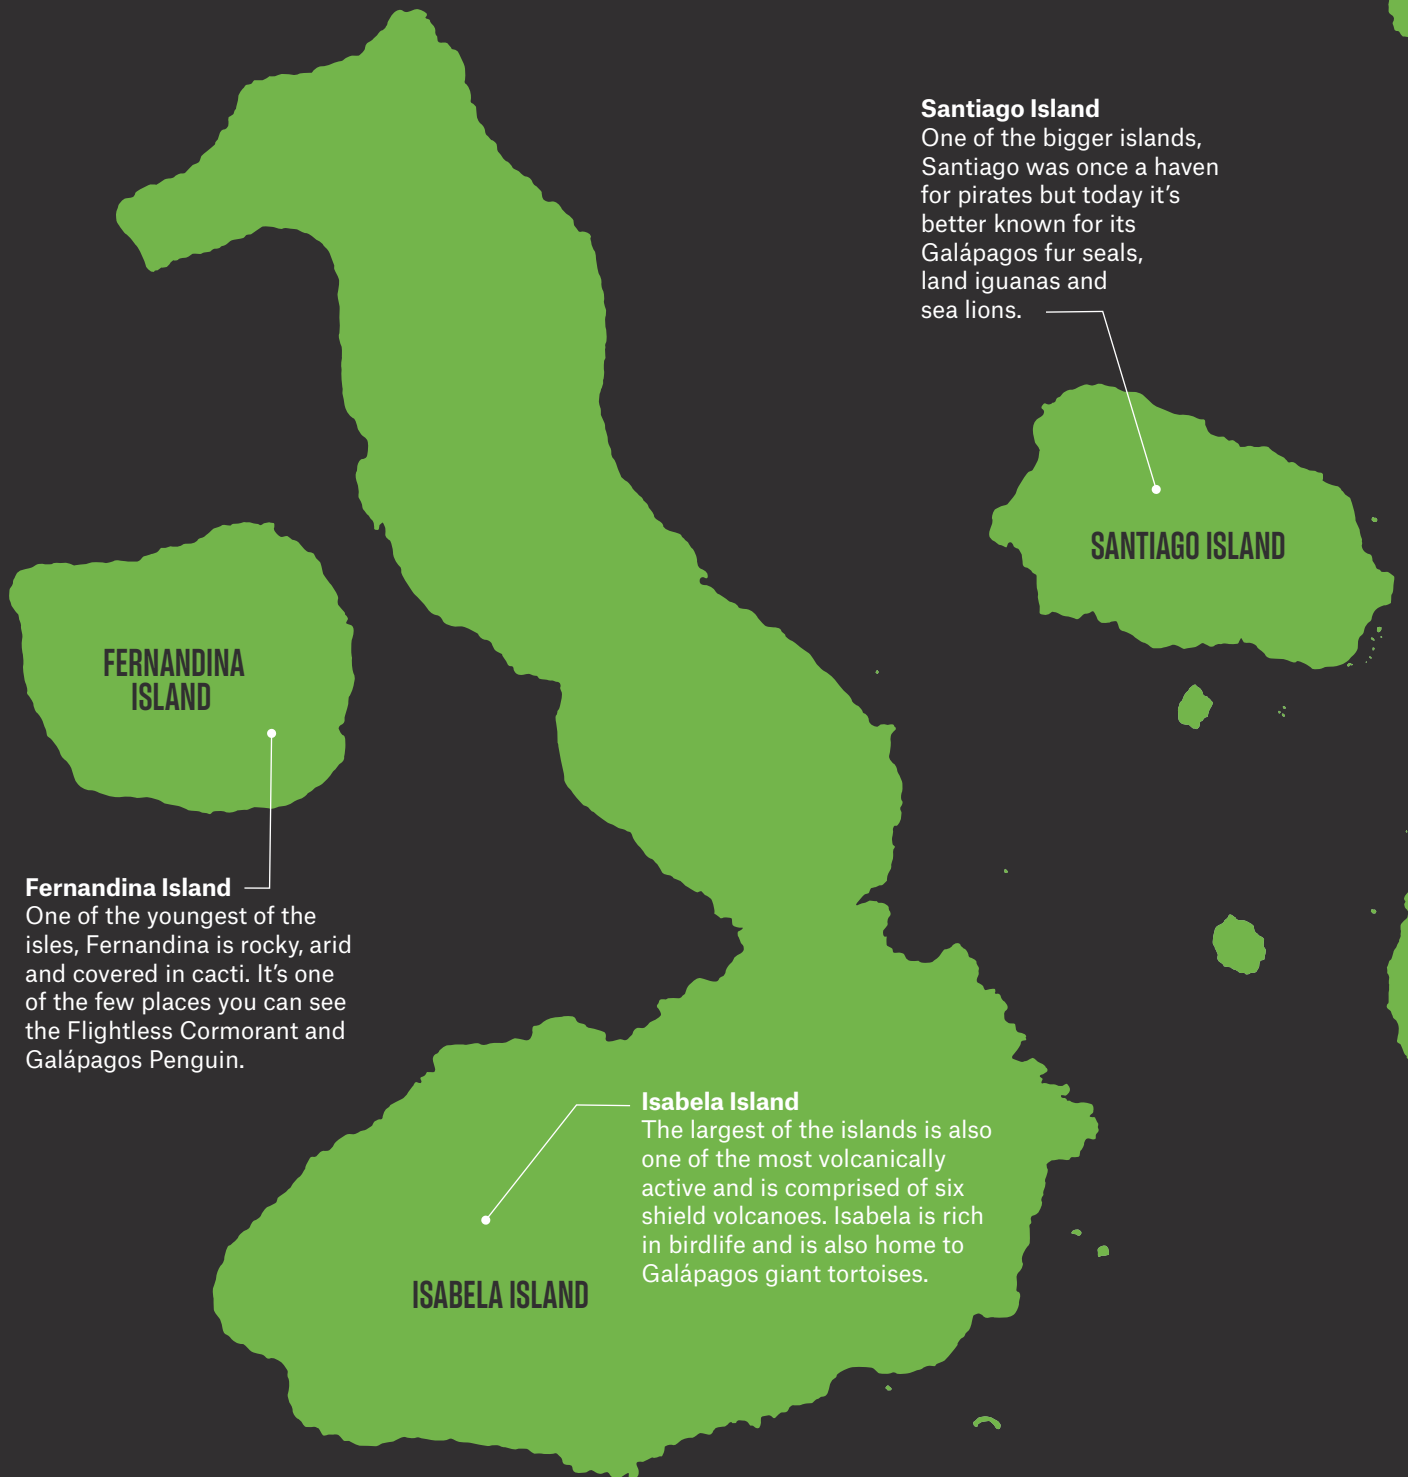 Santiago Island
One of the bigger islands,
Santiago was once a haven
for pirates but today it’s
better known for its
Galápagos fur seals,
land iguanas and
sea lions.
SANTIAGO ISLAND
FERNANDINA
ISLAND
Fernandina Island
One of the youngest of the
isles, Fernandina is rocky, arid
and covered in cacti. It’s one
of the few places you can see
the Flightless Cormorant and
Galápagos Penguin.
Isabela Island
The largest of the islands is also
one of the most volcanically
active and is comprised of six
shield volcanoes. Isabela is rich
in birdlife and is also home to
Galápagos giant tortoises.
ISABELA ISLAND